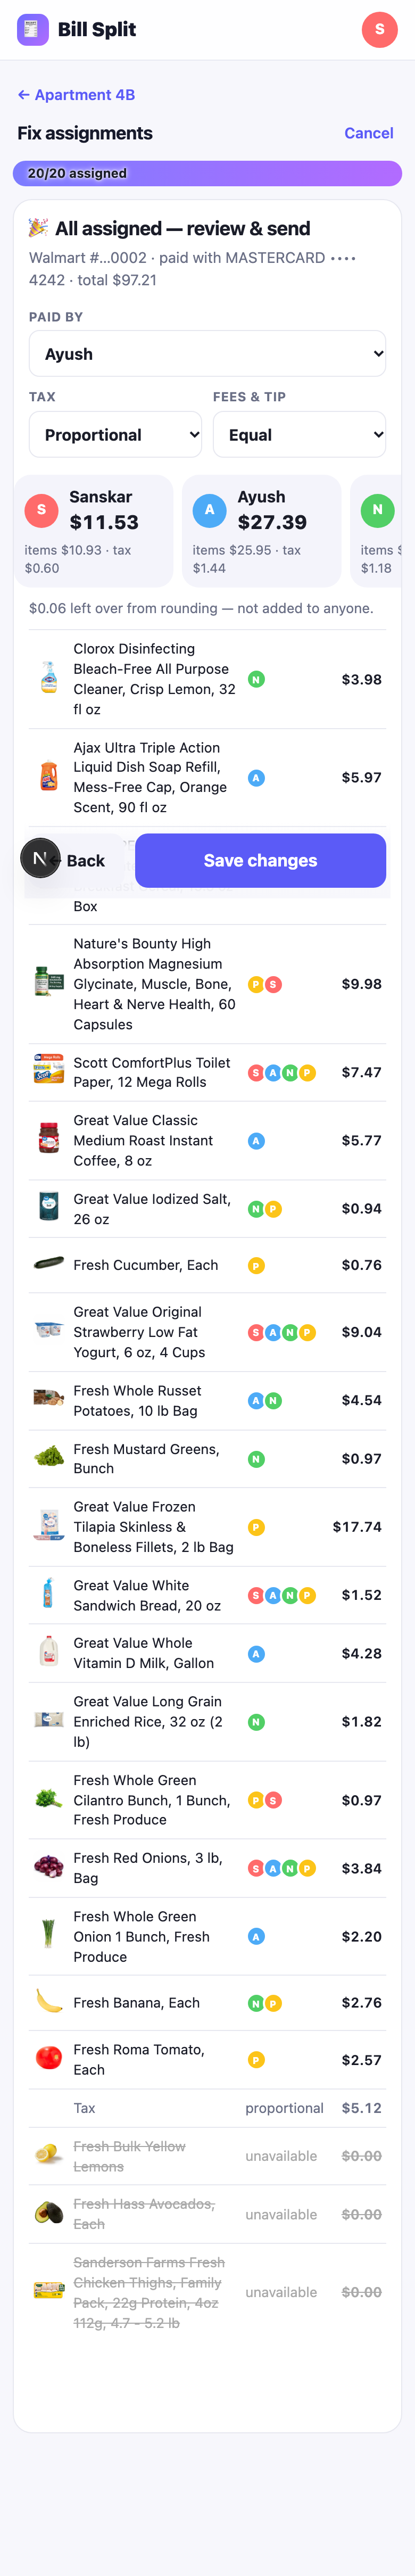 Bill Split
S
← Apartment 4B
Fix assignments
Cancel
20/20 assigned
🎉 All assigned — review & send
Walmart #...0002 · paid with MASTERCARD ••••
4242 · total $97.21
PAID BY
Ayush
TAX
FEES & TIP
Proportional
Equal
S
Sanskar
$11.53
items $10.93 · tax
$0.60
A
Ayush
$27.39
items $25.95 · tax
$1.44
N
items $
$1.18
$0.06 left over from rounding — not added to anyone.
Clorox Disinfecting
Bleach-Free All Purpose
Cleaner, Crisp Lemon, 32
fl oz
N
$3.98
Ajax Ultra Triple Action
Liquid Dish Soap Refill,
Mess-Free Cap, Orange
Scent, 90 fl oz
A
$5.97
N
← Back
Save changes
Box
Nature's Bounty High
Absorption Magnesium
Glycinate, Muscle, Bone,
Heart & Nerve Health, 60
Capsules
P S
$9.98
Scott ComfortPlus Toilet
Paper, 12 Mega Rolls
S A N P
$7.47
Great Value Classic
Medium Roast Instant
Coffee, 8 oz
A
$5.77
Great Value Iodized Salt,
26 oz
N P
$0.94
Fresh Cucumber, Each
P
$0.76
Great Value Original
Strawberry Low Fat
Yogurt, 6 oz, 4 Cups
S A N P
$9.04
Fresh Whole Russet
Potatoes, 10 lb Bag
A N
$4.54
Fresh Mustard Greens,
Bunch
N
$0.97
Great Value Frozen
Tilapia Skinless &
Boneless Fillets, 2 lb Bag
P
$17.74
Great Value White
Sandwich Bread, 20 oz
S A N P
$1.52
Great Value Whole
Vitamin D Milk, Gallon
A
$4.28
Great Value Long Grain
Enriched Rice, 32 oz (2
lb)
N
$1.82
Fresh Whole Green
Cilantro Bunch, 1 Bunch,
Fresh Produce
P S
$0.97
Fresh Red Onions, 3 lb,
Bag
S A N P
$3.84
Fresh Whole Green
Onion 1 Bunch, Fresh
Produce
A
$2.20
Fresh Banana, Each
N P
$2.76
Fresh Roma Tomato,
Each
P
$2.57
Tax
proportional
$5.12
Fresh Bulk Yellow
Lemons
unavailable
$0.00
Fresh Hass Avocados,
Each
unavailable
$0.00
Sanderson Farms Fresh
Chicken Thighs, Family
Pack, 22g Protein, 4oz
112g, 4.7 - 5.2 lb
unavailable
$0.00